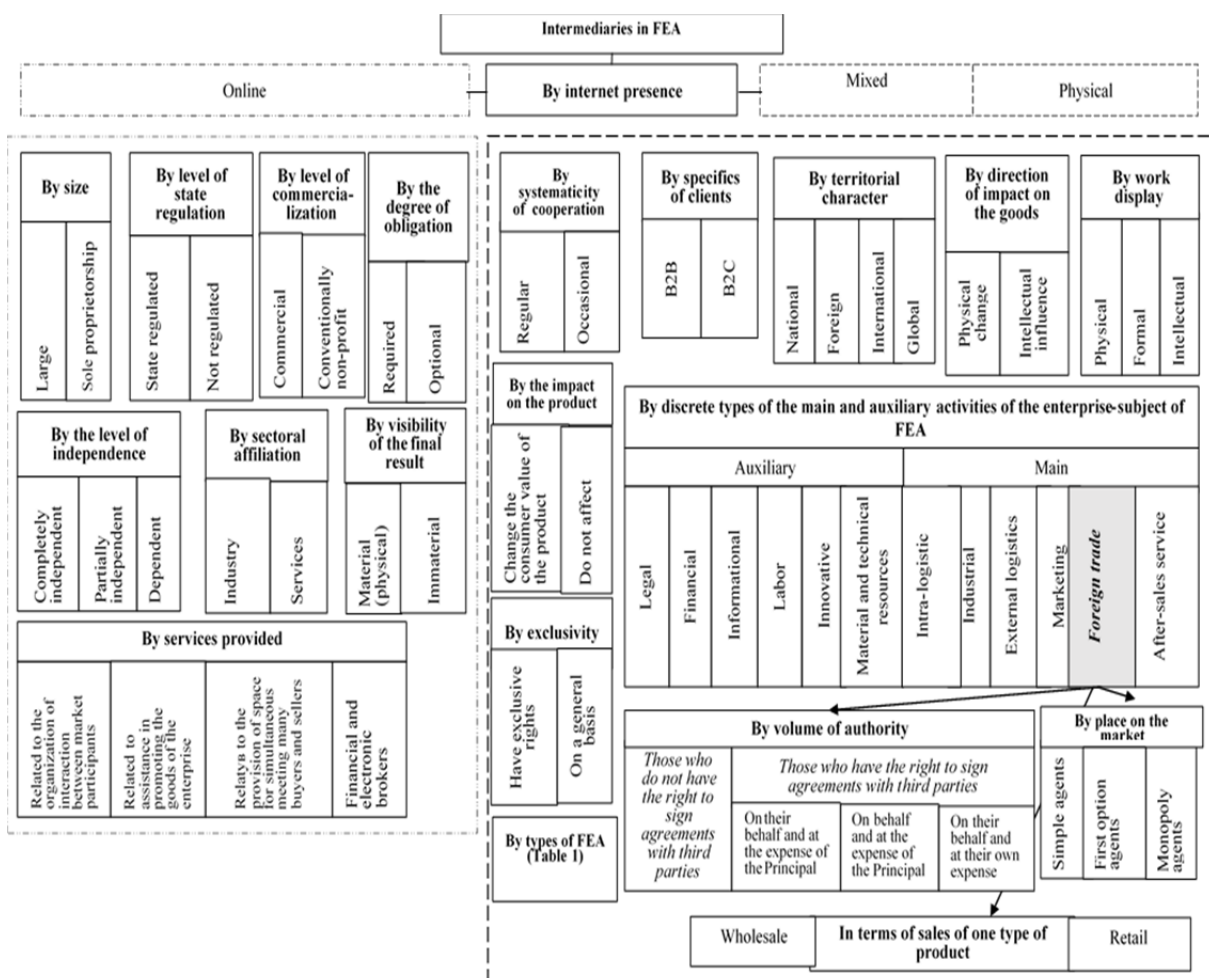 Intermediaries in FEA
Online
By internet presence
Mixed
Physical
By size
Large
Sole proprietorship
By level of
state
regulation
State regulated
Not regulated
By level of
commercia-
lization
Commercial
Conventionally
non-profit
By the
degree of
obligation
Required
Optional
By the level of
independence
Completely
independent
Partially
independent
Dependent
By sectoral
affiliation
Industry
Services
By visibility
of the final
result
Material
(physical)
Immaterial
By services provided
Related to the
organization of
interaction
between market
participants
Related to
assistance in
promoting the
goods of the
enterprise
Relatyв to the
provision of space
for simultaneous
meeting many
buyers and sellers
Financial and
electronic
brokers
By
systematicity
of cooperation
Regular
Occasional
By specifics
of clients
B2B
B2C
By territorial
character
National
Foreign
International
Global
By direction
of impact on
the goods
Physical
change
Intellectual
influence
By work
display
Physical
Formal
Intellectual
By the impact
on the product
Change the
consumer value of
the product
Do not affect
By discrete types of the main and auxiliary activities of the enterprise-subject of
FEA
Auxiliary
Main
Legal
Financial
Informational
Labor
Innovative
Material and technical
resources
Intra-logistic
Industrial
External logistics
Marketing
Foreign trade
After-sales service
By exclusivity
Have exclusive
rights
On a general
basis
By types of FEA
(Table 1)
By volume of authority
Those who
do not have
the right to
sign
agreements
with third
parties
Those who have the right to sign
agreements with third parties
On their
behalf and at
the expense of
the Principal
On behalf
and at the
expense of
the Principal
On their
behalf and
at their own
expense
By place on the
market
Simple agents
First option
agents
Monopoly
agents
Wholesale
In terms of sales of one type of
product
Retail